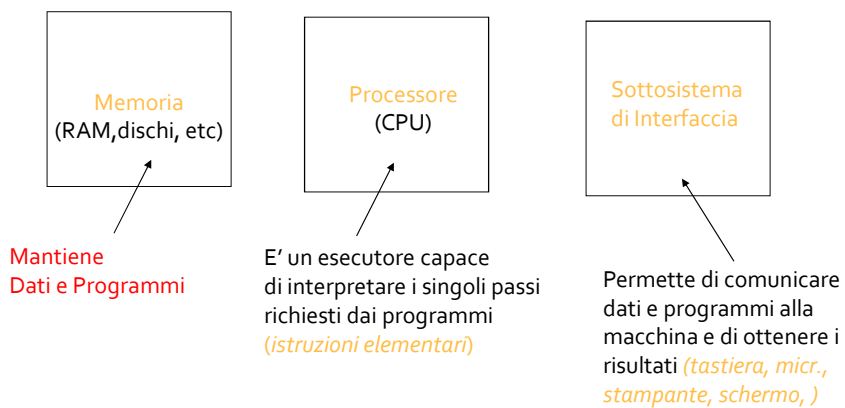 Memoria
(RAM,dischi, etc)
Processore
(CPU)
Sottosistema
di Interfaccia
Mantiene
Dati e Programmi
E’ un esecutore capace
di interpretare i singoli passi
richiesti dai programmi
(istruzioni elementari)
Permette di comunicare
dati e programmi alla
macchina e di ottenere i
risultati (tastiera, micr.,
stampante, schermo, )